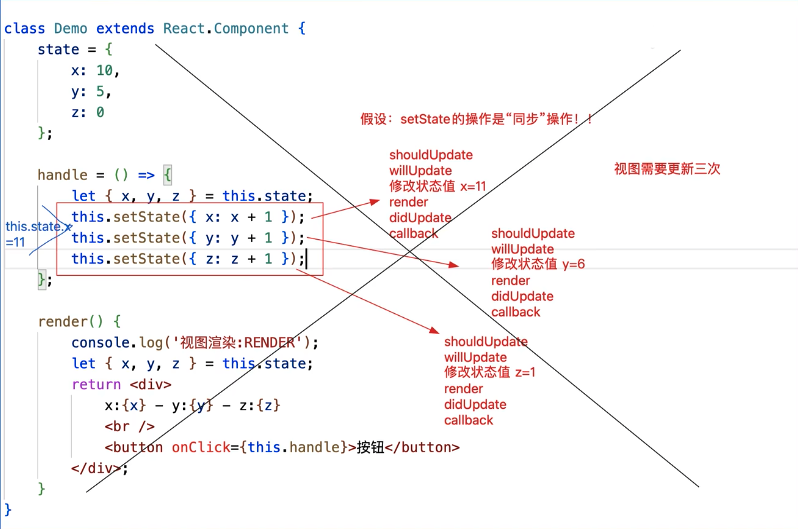 class Demo extends React.Component {
state = {
x: 10,
y: 5,
z: 0
};
假设：setState的操作是“同步”操作！！
视图需要更新三次
handle = () => {
let { x, y, z } = this.state;
this.setState({ x: x + 1 });
this.setState({ y: y + 1 });
this.setState({ z: z + 1 });
};
this.state.x
=11
shouldUpdate
willUpdate
修改状态值 x=11
render
didUpdate
callback
shouldUpdate
willUpdate
修改状态值 y=6
render
didUpdate
callback
shouldUpdate
willUpdate
修改状态值 z=1
render
didUpdate
callback
render() {
console.log('视图渲染:RENDER');
let { x, y, z } = this.state;
return <div>
x:{x} - y:{y} - z:{z}
<br />
<button onClick={this.handle}>按钮</button>
</div>;
}
}